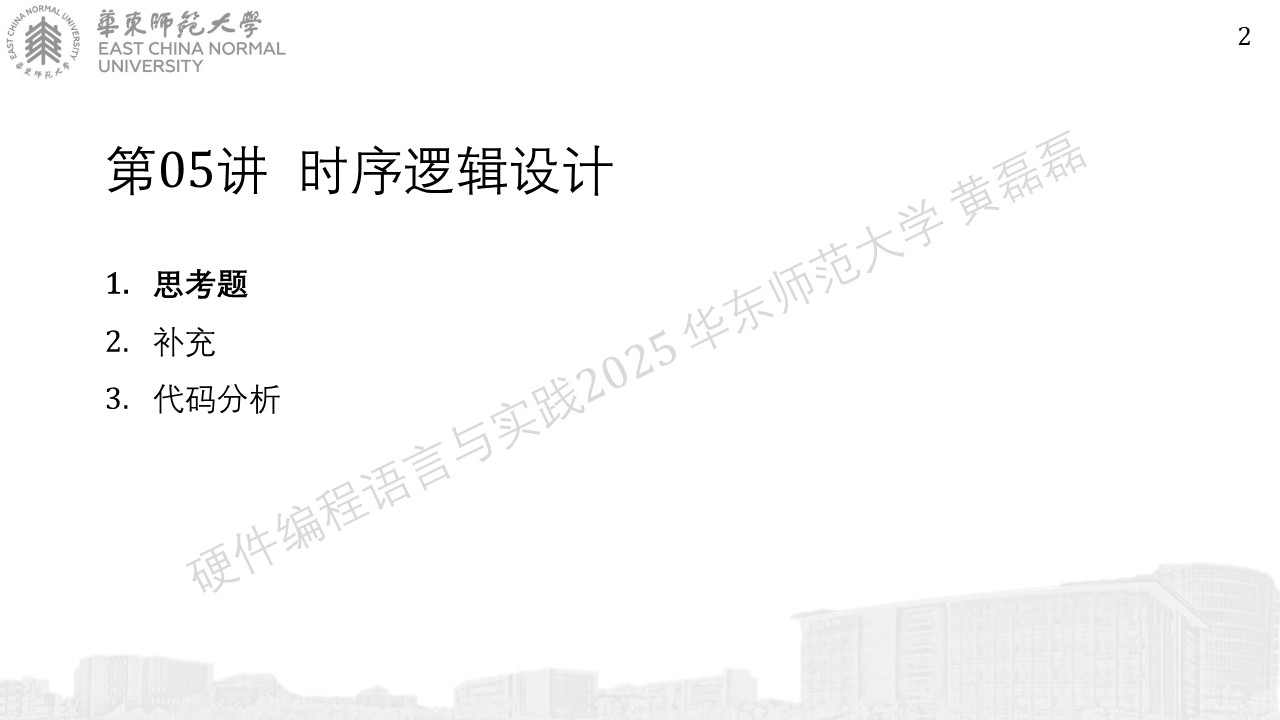 EAST CHINA NORMAL UNIVERSITY
華東師范大學
華東師范大學
EAST CHINA NORMAL
UNIVERSITY
2
第05讲 时序逻辑设计
1. 思考题
2. 补充
3. 代码分析
硬件编程语言与实践2025 华东师范大学 黄磊磊